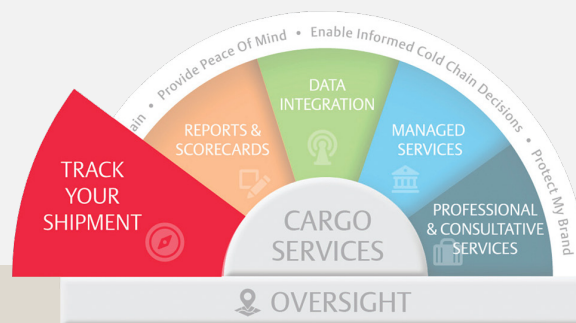 Provide Peace Of Mind • Enable Informed Cold Chain Decisions • Protect My Brand
TRACK
YOUR
SHIPMENT
REPORTS &
SCORECARDS
DATA
INTEGRATION
MANAGED
SERVICES
PROFESSIONAL
& CONSULTATIVE
SERVICES
CARGO
SERVICES
OVERSIGHT